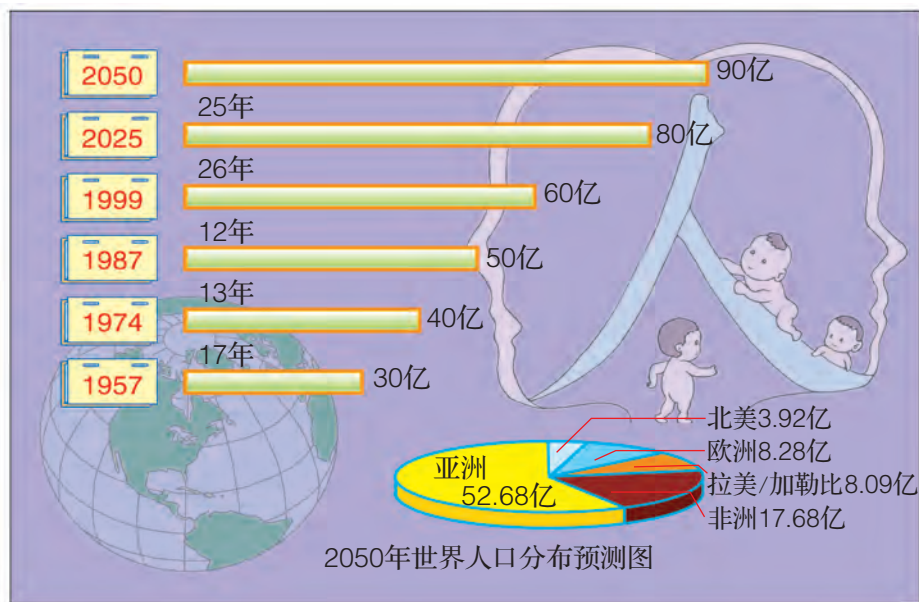 2050 90亿
25年
2025 80亿
26年
1999 60亿
12年
1987 50亿
13年
1974 40亿
17年
1957 30亿
北美3.92亿
欧洲8.28亿
拉美/加勒比8.09亿
非洲17.68亿
亚洲
52.68亿
2050年世界人口分布预测图